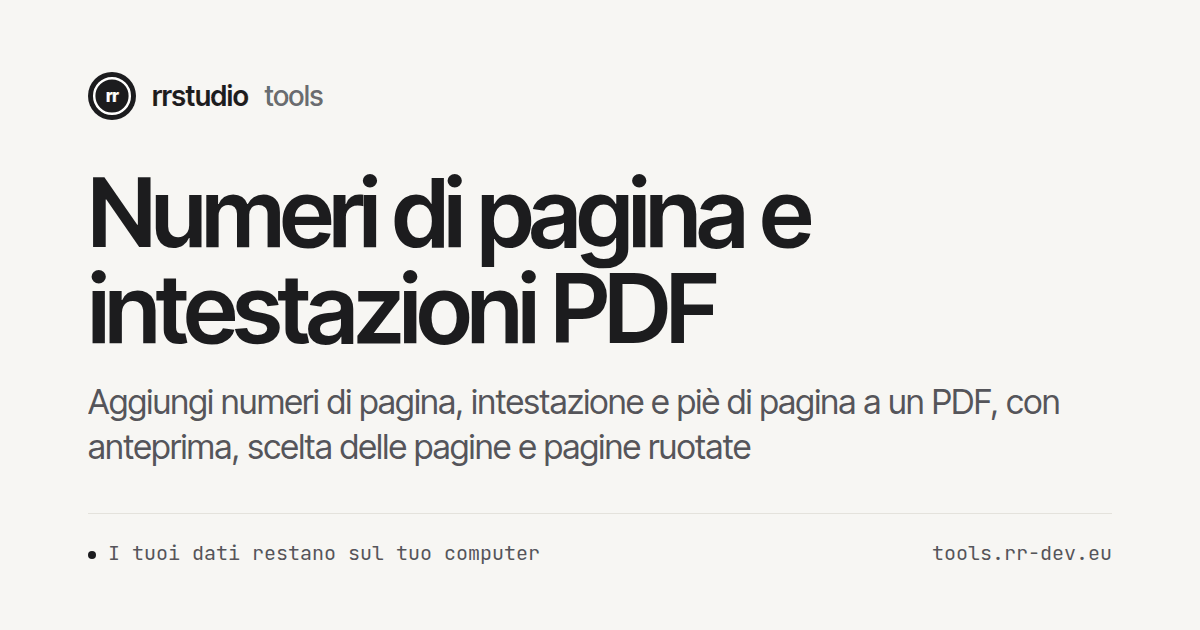 rr rrstudio tools
Numeri di pagina e
intestazioni PDF
Aggiungi numeri di pagina, intestazione e piè di pagina a un PDF, con
anteprima, scelta delle pagine e pagine ruotate
I tuoi dati restano sul tuo computer
tools.rr-dev.eu